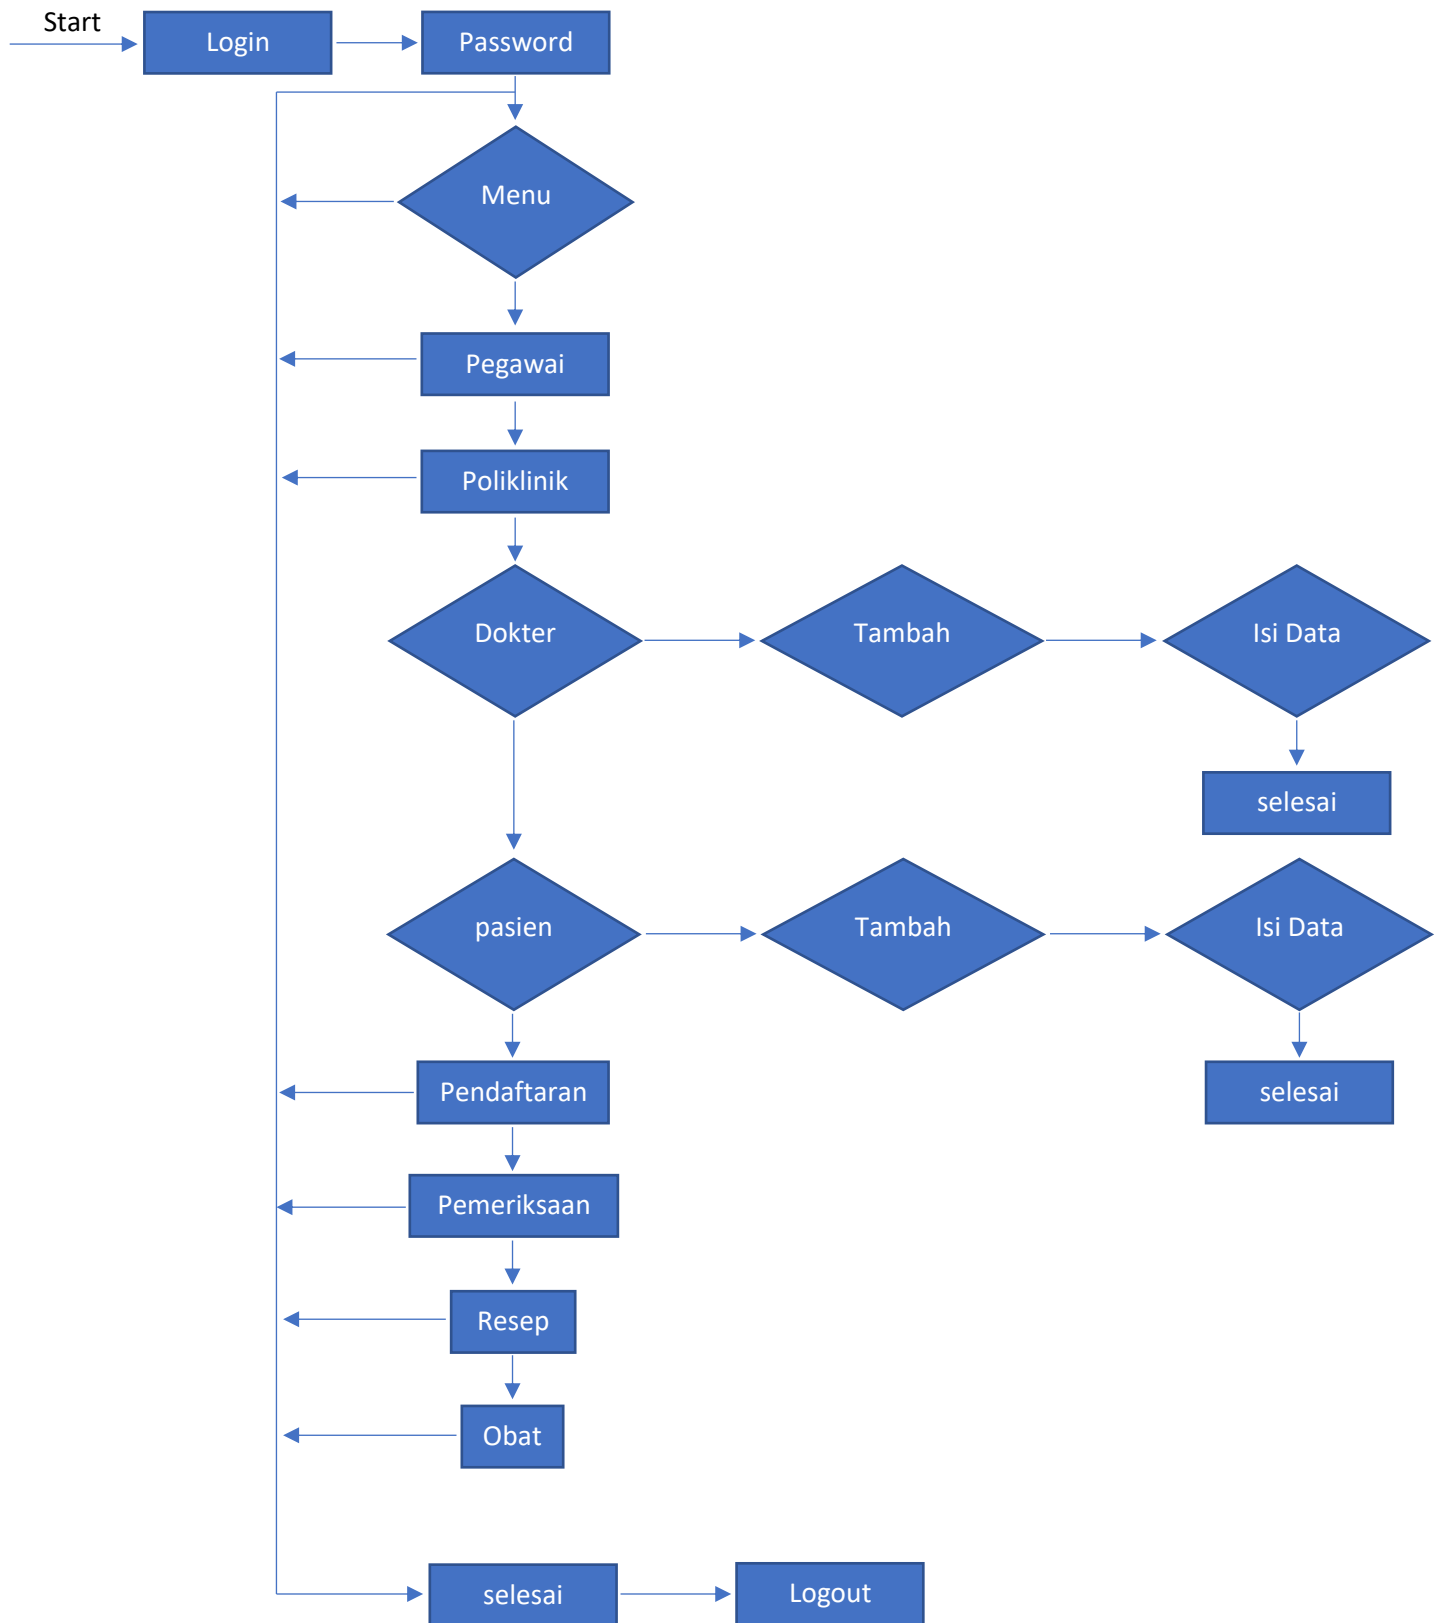 Start
Login
Password
Menu
Pegawai
Poliklinik
Dokter
Tambah
Isi Data
selesai
pasien
Tambah
Isi Data
Pendaftaran
selesai
Pemeriksaan
Resep
Obat
selesai
Logout